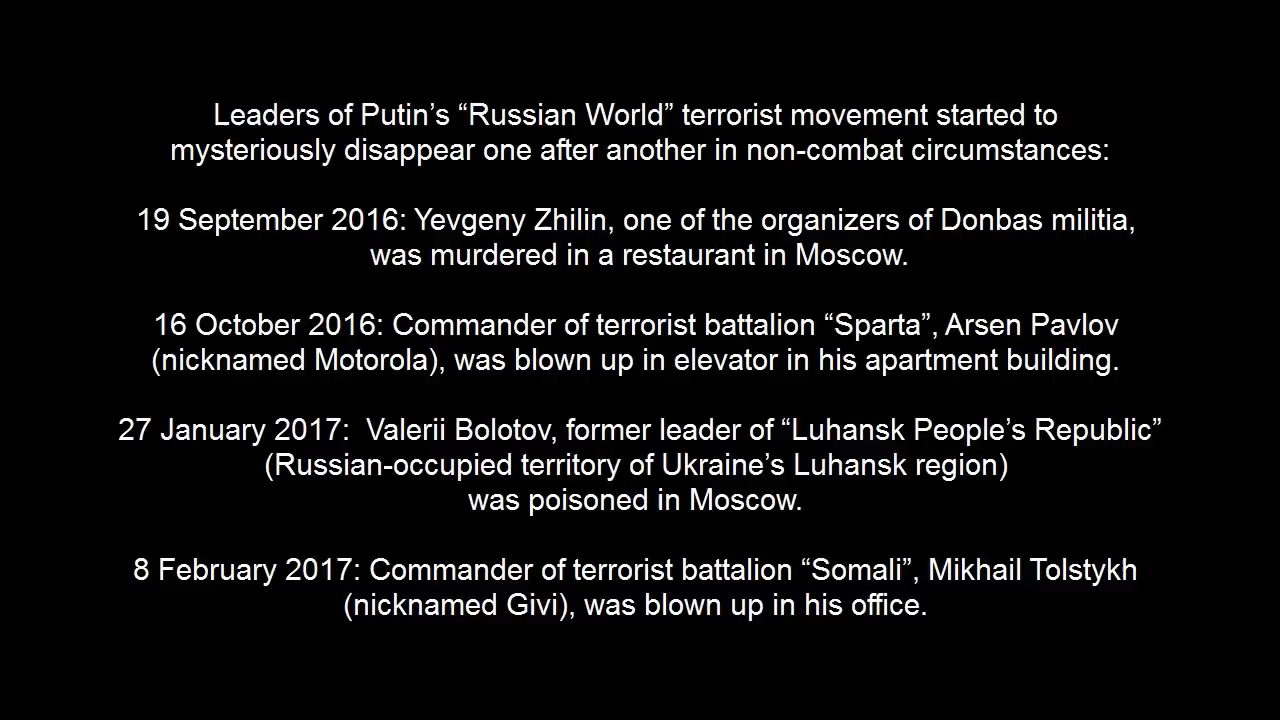 Leaders of Putin’s “Russian World” terrorist movement started to
mysteriously disappear one after another in non-combat circumstances:
19 September 2016: Yevgeny Zhilin, one of the organizers of Donbas militia,
was murdered in a restaurant in Moscow.
16 October 2016: Commander of terrorist battalion “Sparta”, Arsen Pavlov
(nicknamed Motorola), was blown up in elevator in his apartment building.
27 January 2017:  Valerii Bolotov, former leader of “Luhansk People’s Republic”
(Russian-occupied territory of Ukraine’s Luhansk region)
was poisoned in Moscow.
8 February 2017: Commander of terrorist battalion “Somali”, Mikhail Tolstykh
(nicknamed Givi), was blown up in his office.